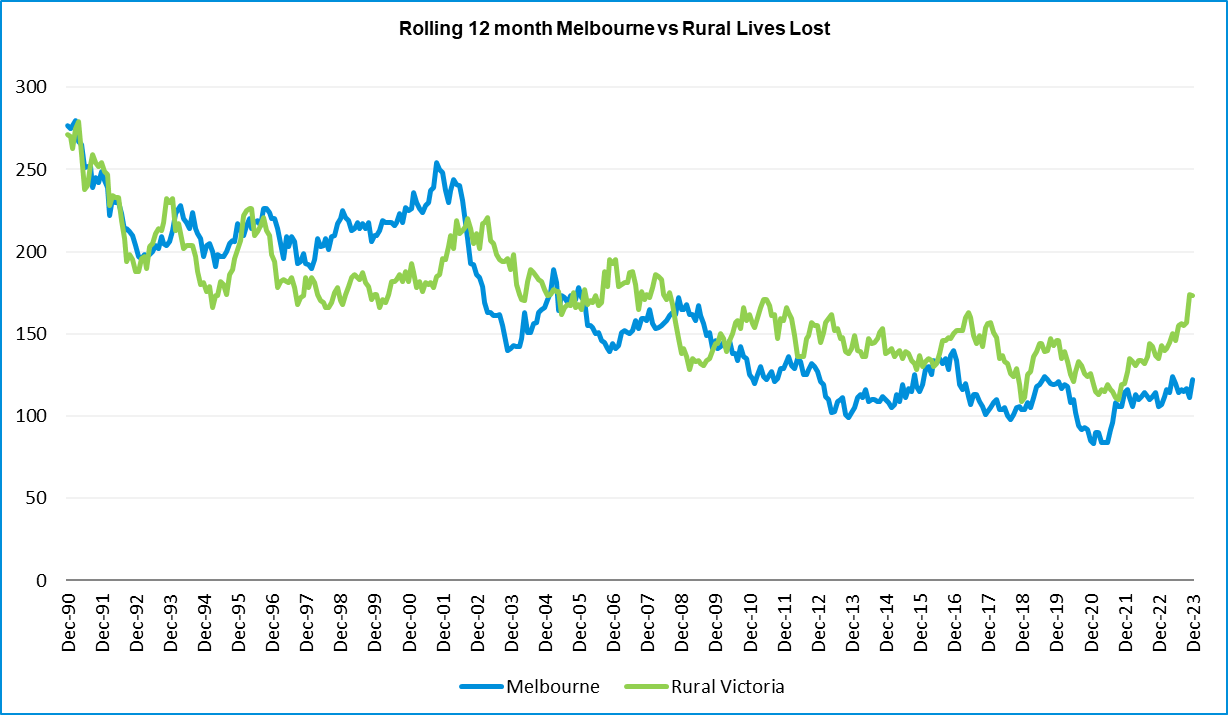 Rolling 12 month Melbourne vs Rural Lives Lost
300
250
200
150
100
50
0
Dec-90
Dec-91
Dec-92
Dec-93
Dec-94
Dec-95
Dec-96
Dec-97
Dec-98
Dec-99
Dec-00
Dec-01
Dec-02
Dec-03
Dec-04
Dec-05
Dec-06
Dec-07
Dec-08
Dec-09
Dec-10
Dec-11
Dec-12
Dec-13
Dec-14
Dec-15
Dec-16
Dec-17
Dec-18
Dec-19
Dec-20
Dec-21
Dec-22
Dec-23
Melbourne
Rural Victoria